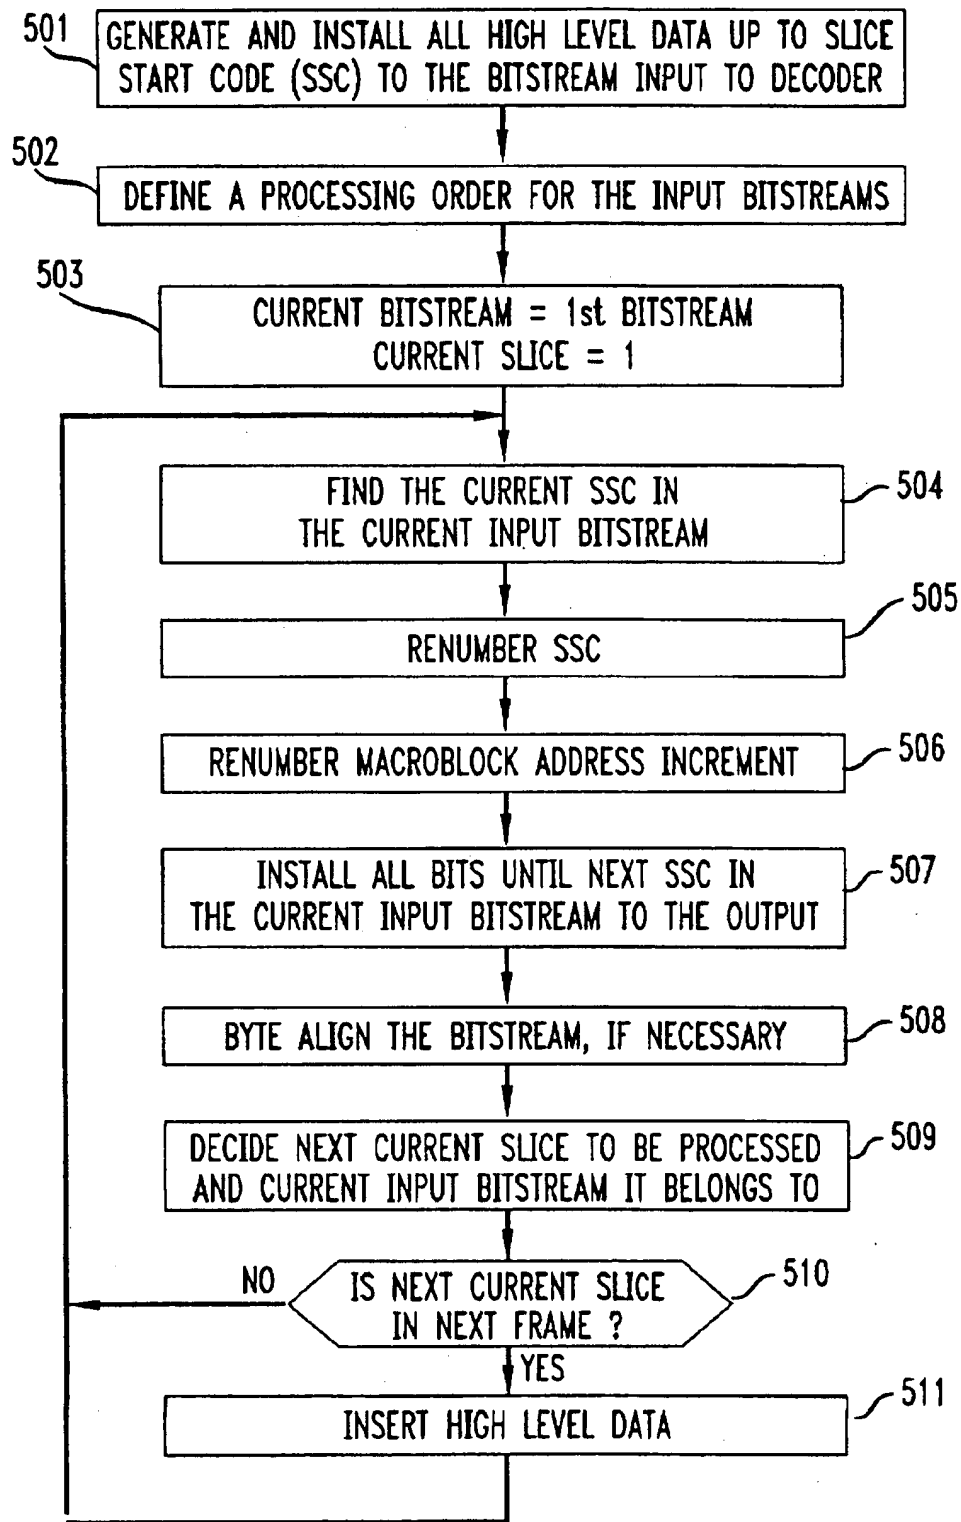 501
GENERATE AND INSTALL ALL HIGH LEVEL DATA UP TO SLICE
START CODE (SSC) TO THE BITSTREAM INPUT TO DECODER
502
DEFINE A PROCESSING ORDER FOR THE INPUT BITSTREAMS
503
CURRENT BITSTREAM = 1st BITSTREAM
CURRENT SLICE = 1
FIND THE CURRENT SSC IN
THE CURRENT INPUT BITSTREAM
504
RENUMBER SSC
505
RENUMBER MACROBLOCK ADDRESS INCREMENT
506
INSTALL ALL BITS UNTIL NEXT SSC IN
THE CURRENT INPUT BITSTREAM TO THE OUTPUT
507
BYTE ALIGN THE BITSTREAM, IF NECESSARY
508
DECIDE NEXT CURRENT SLICE TO BE PROCESSED
AND CURRENT INPUT BITSTREAM IT BELONGS TO
509
NO
IS NEXT CURRENT SLICE
IN NEXT FRAME ?
510
YES
INSERT HIGH LEVEL DATA
511